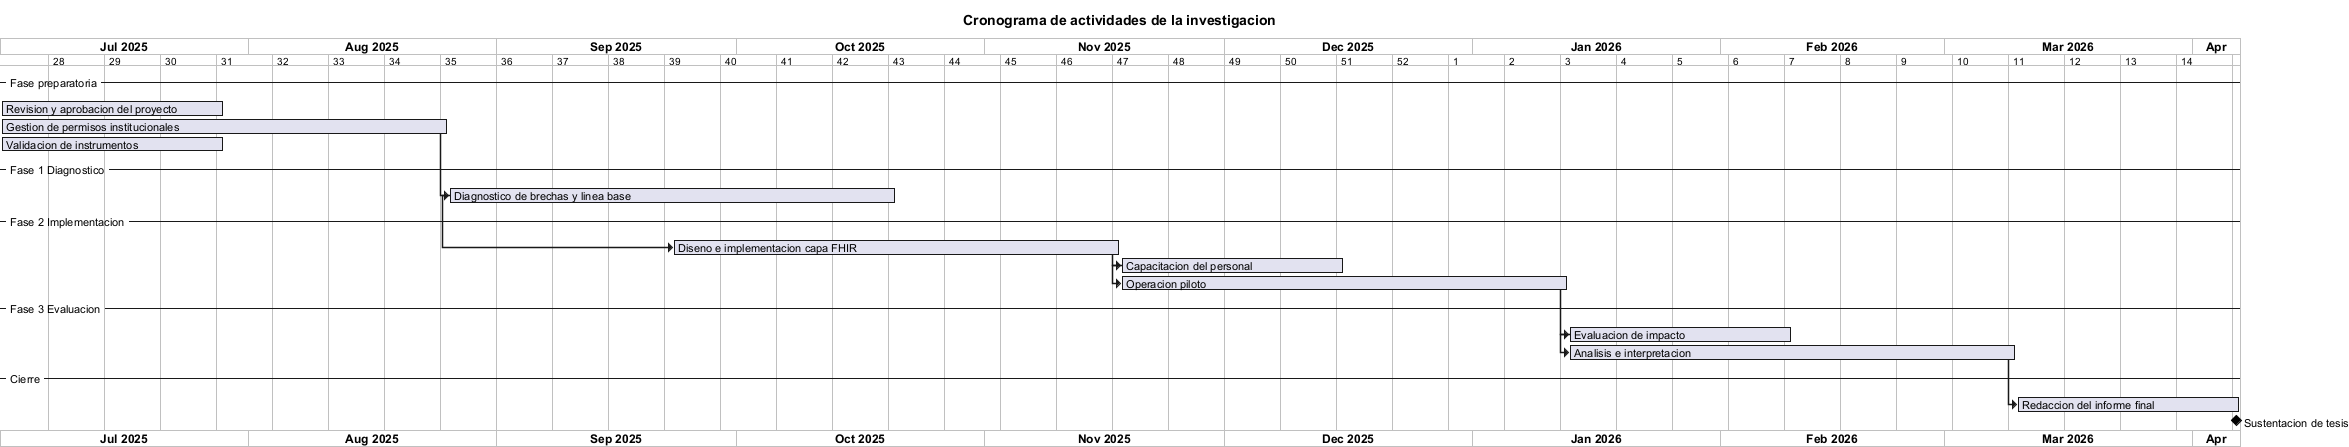 Cronograma de actividades de la investigacion
Jul 2025 Aug 2025 Sep 2025 Oct 2025 Nov 2025 Dec 2025 Jan 2026 Feb 2026 Mar 2026 Apr
28 29 30 31 32 33 34 35 36 37 38 39 40 41 42 43 44 45 46 47 48 49 50 51 52 1 2 3 4 5 6 7 8 9 10 11 12 13 14
Fase preparatoria
Revision y aprobacion del proyecto
Gestion de permisos institucionales
Validacion de instrumentos
Fase 1 Diagnostico
Diagnostico de brechas y linea base
Fase 2 Implementacion
Diseno e implementacion capa FHIR
Capacitacion del personal
Operacion piloto
Fase 3 Evaluacion
Evaluacion de impacto
Analisis e interpretacion
Cierre
Redaccion del informe final
Sustentacion de tesis
Jul 2025 Aug 2025 Sep 2025 Oct 2025 Nov 2025 Dec 2025 Jan 2026 Feb 2026 Mar 2026 Apr